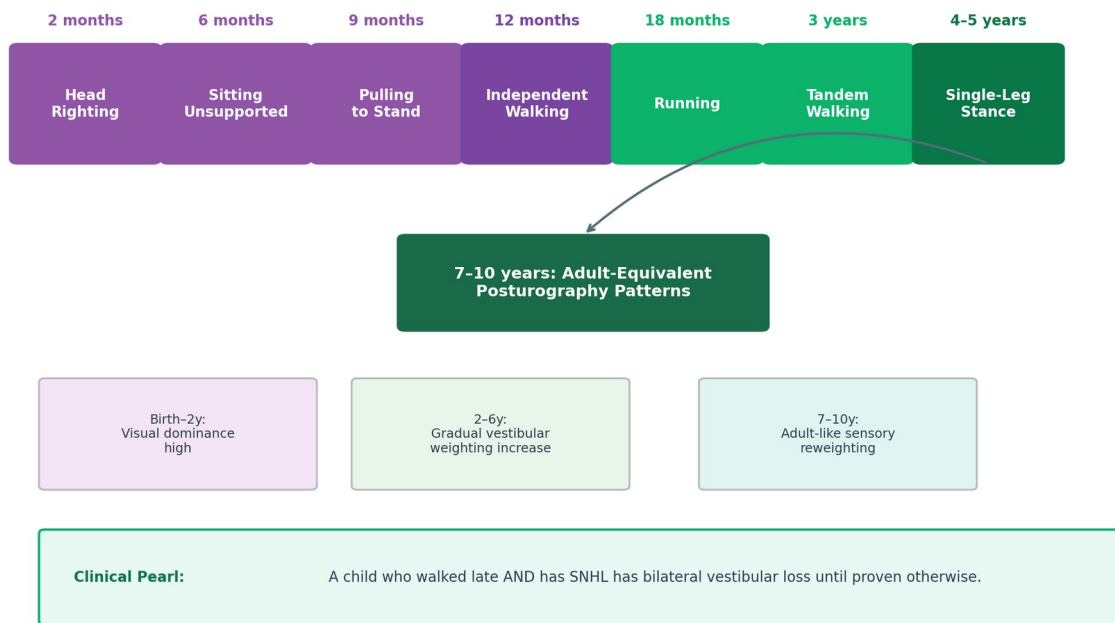 2 months
6 months
9 months
12 months
18 months
3 years
4–5 years
Head
Righting
Sitting
Unsupported
Pulling
to Stand
Independent
Walking
Running
Tandem
Walking
Single-Leg
Stance
7–10 years: Adult-Equivalent
Posturography Patterns
Birth–2y:
Visual dominance
high
2–6y:
Gradual vestibular
weighting increase
7–10y:
Adult-like sensory
reweighting
Clinical Pearl:
A child who walked late AND has SNHL has bilateral vestibular loss until proven otherwise.